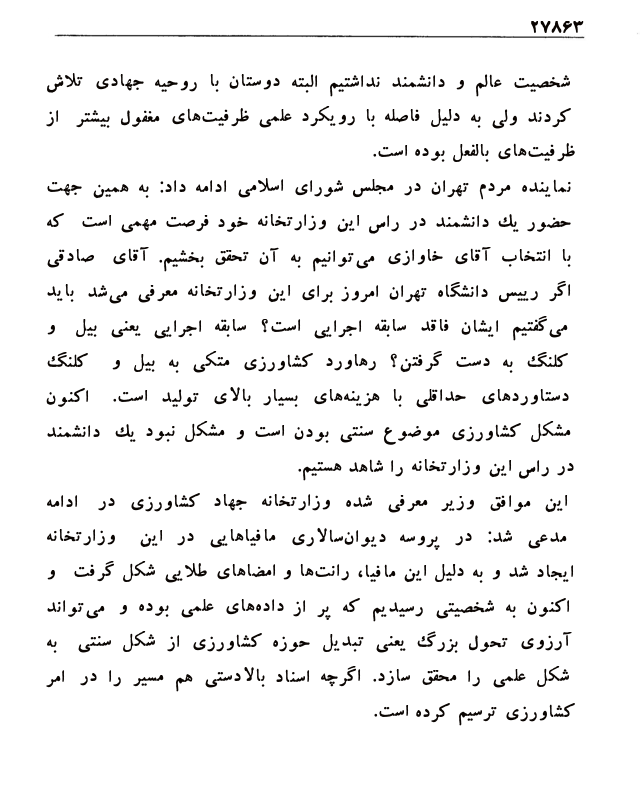 ۲۷۸۶۳
شخصیت عالم و دانشمند نداشتیم البته دوستان با روحیه جهادی تلاش
کردند ولی به دلیل فاصله با رویکرد علمی ظرفیت‌های مغفول بیشتر از
ظرفیت‌های بالفعل بوده است.
نماینده مردم تهران در مجلس شورای اسلامی ادامه داد: به همین جهت
حضور یك دانشمند در راس این وزارتخانه خود فرصت مهمی است که
با انتخاب آقای خاوازی می‌توانیم به آن تحقق بخشیم. آقای صادقی
اگر رییس دانشگاه تهران امروز برای این وزارتخانه معرفی می‌شد باید
می‌گفتیم ایشان فاقد سابقه اجرایی است؟ سابقه اجرایی یعنی بیل و
کلنگ به دست گرفتن؟ رهاورد کشاورزی متکی به بیل و کلنگ
دستاوردهای حداقلی با هزینه‌های بسیار بالای تولید است. اکنون
مشکل کشاورزی موضوع سنتی بودن است و مشکل نبود یك دانشمند
در راس این وزارتخانه را شاهد هستیم.
این موافق وزیر معرفی شده وزارتخانه جهاد کشاورزی در ادامه
مدعی شد: در پروسه دیوان‌سالاری مافیاهایی در این وزارتخانه
ایجاد شد و به دلیل این مافیا، رانت‌ها و امضاهای طلایی شکل گرفت و
اکنون به شخصیتی رسیدیم که پر از داده‌های علمی بوده و می‌تواند
آرزوی تحول بزرگ یعنی تبدیل حوزه کشاورزی از شکل سنتی به
شکل علمی را محقق سازد. اگرچه اسناد بالادستی هم مسیر را در امر
کشاورزی ترسیم کرده است.